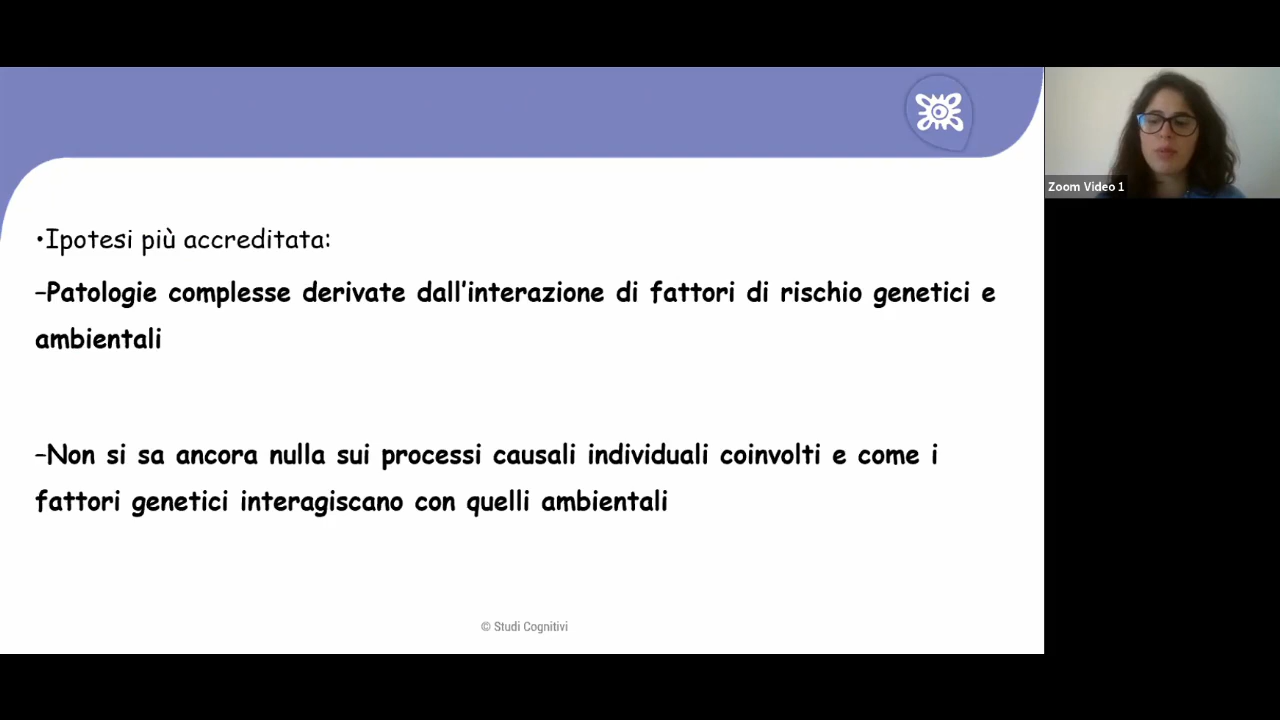 •Ipotesi più accreditata:
–Patologie complesse derivate dall’interazione di fattori di rischio genetici e
ambientali
–Non si sa ancora nulla sui processi causali individuali coinvolti e come i
fattori genetici interagiscano con quelli ambientali
© Studi Cognitivi
Zoom Video 1